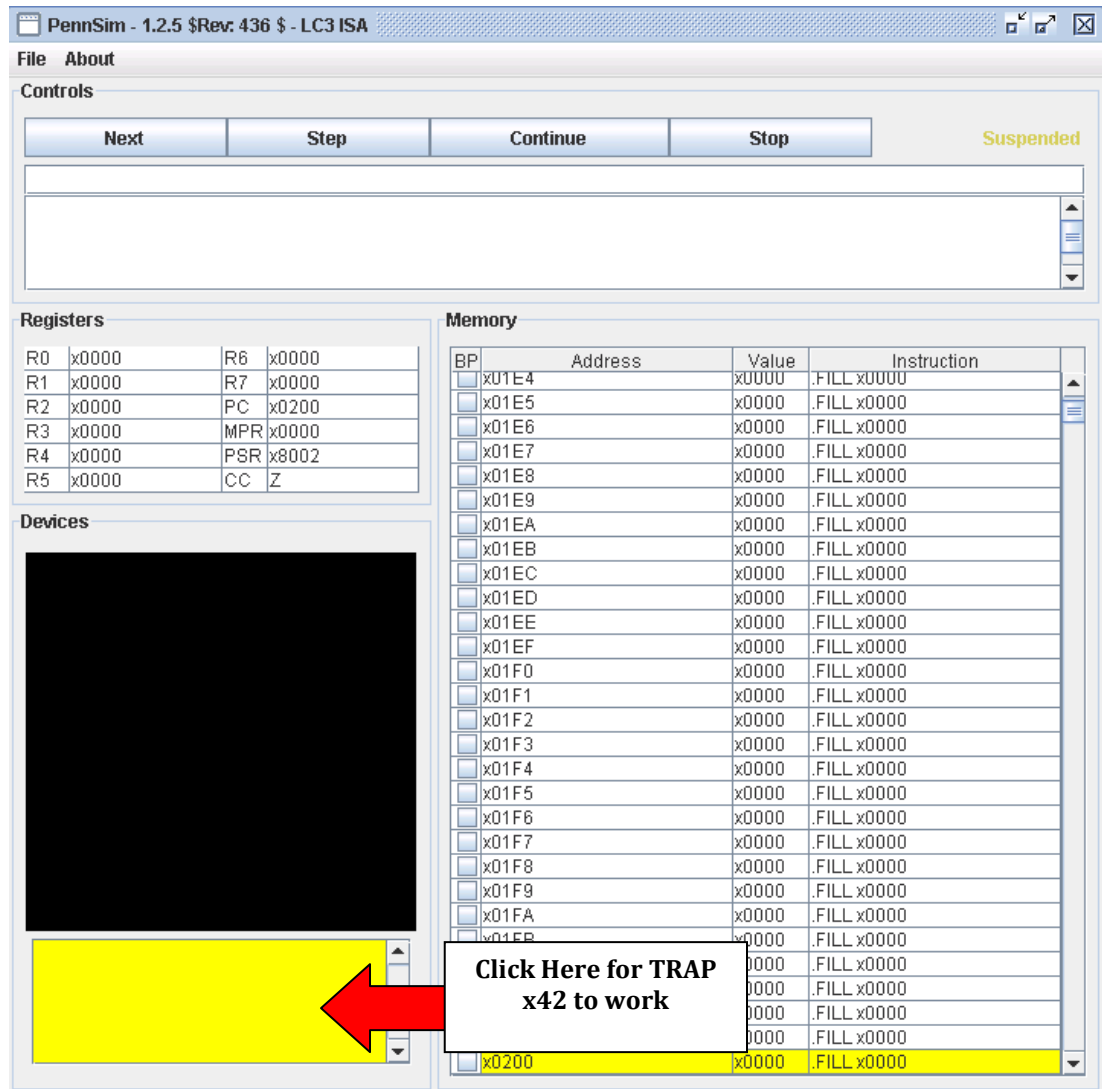 PennSim - 1.2.5 $Rev: 436 $ - LC3 ISA
File About
Controls
Next Step Continue Stop Suspended
Registers
R0 x0000 R6 x0000
R1 x0000 R7 x0000
R2 x0000 PC x0200
R3 x0000 MPR x0000
R4 x0000 PSR x8002
R5 x0000 CC Z
Devices
Memory
BP Address Value Instruction
x01E4 x0000 .FILL x0000
x01E5 x0000 .FILL x0000
x01E6 x0000 .FILL x0000
x01E7 x0000 .FILL x0000
x01E8 x0000 .FILL x0000
x01E9 x0000 .FILL x0000
x01EA x0000 .FILL x0000
x01EB x0000 .FILL x0000
x01EC x0000 .FILL x0000
x01ED x0000 .FILL x0000
x01EE x0000 .FILL x0000
x01EF x0000 .FILL x0000
x01F0 x0000 .FILL x0000
x01F1 x0000 .FILL x0000
x01F2 x0000 .FILL x0000
x01F3 x0000 .FILL x0000
x01F4 x0000 .FILL x0000
x01F5 x0000 .FILL x0000
x01F6 x0000 .FILL x0000
x01F7 x0000 .FILL x0000
x01F8 x0000 .FILL x0000
x01F9 x0000 .FILL x0000
x01FA x0000 .FILL x0000
x01FB x0000 .FILL x0000
.FILL x0000
.FILL x0000
.FILL x0000
.FILL x0000
x0200 x0000 .FILL x0000
Click Here for TRAP
x42 to work